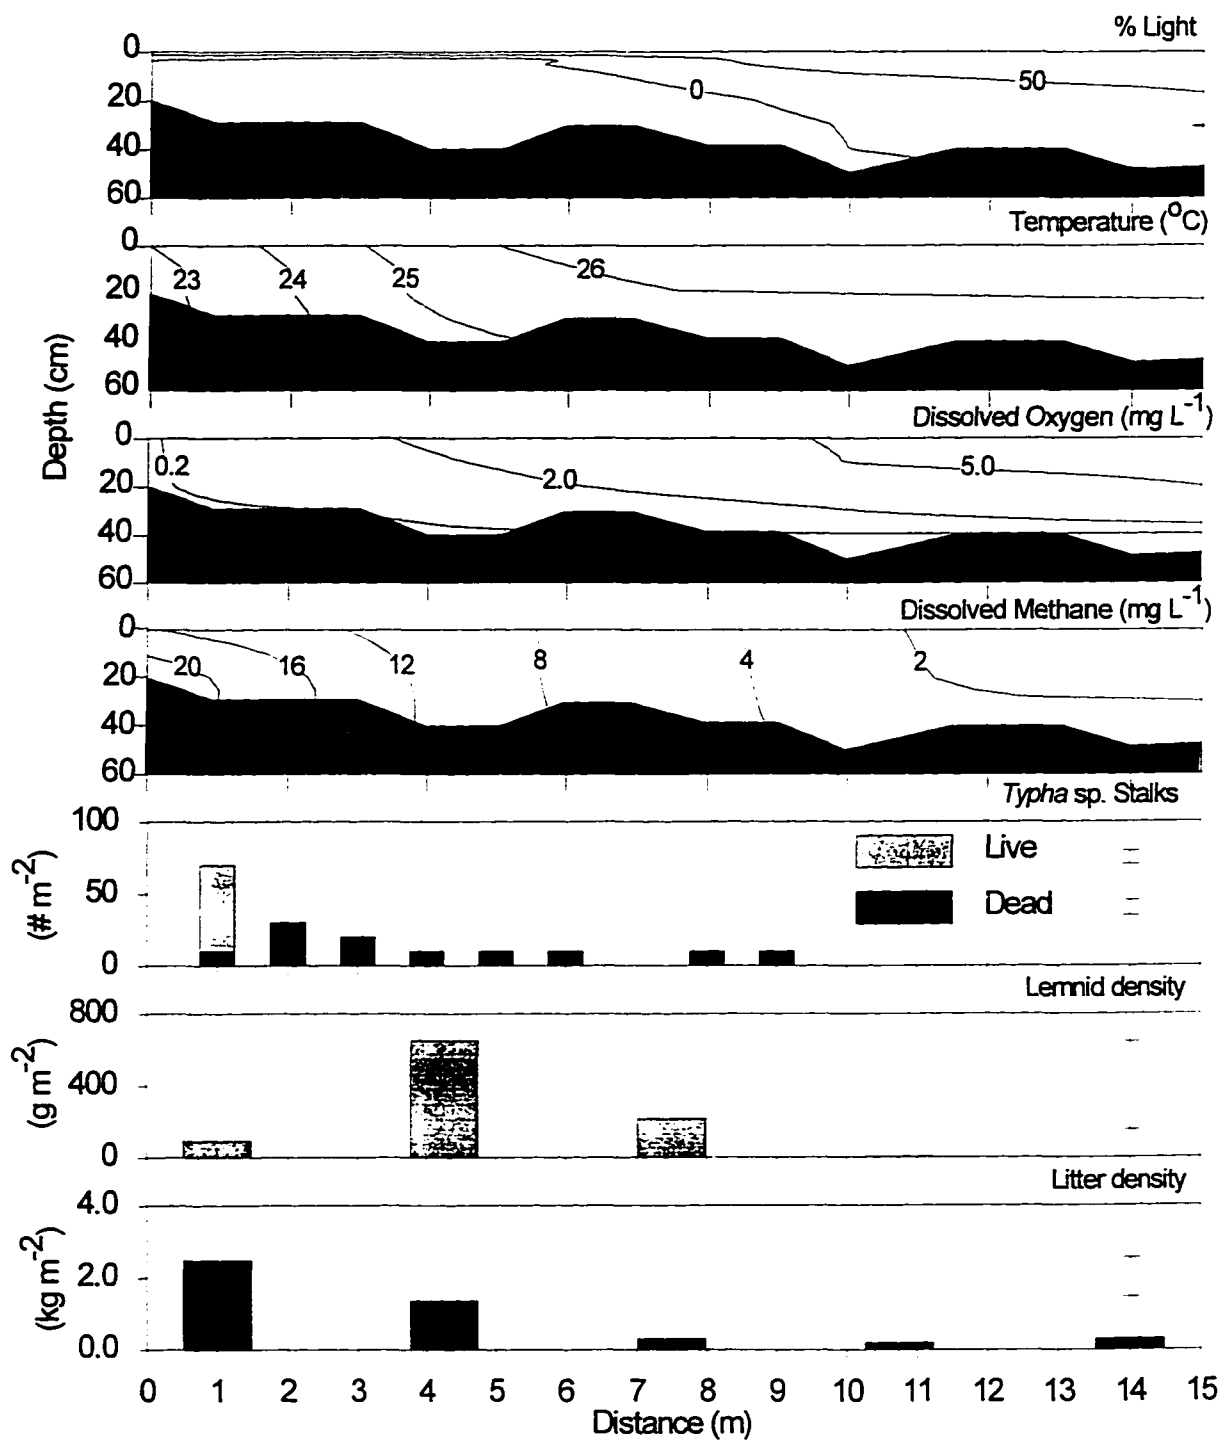 % Light
0
20
40
60
0
50
Temperature (°C)
0
20
40
60
23
24
25
26
Depth (cm)
Dissolved Oxygen (mg L⁻¹)
0
20
40
60
0.2
2.0
5.0
Dissolved Methane (mg L⁻¹)
0
20
40
60
20
16
12
8
4
2
Typha sp. Stalks
100
50
0
(# m⁻²)
Live
Dead
Lemnid density
800
400
0
(g m⁻²)
Litter density
4.0
2.0
0.0
(kg m⁻²)
0 1 2 3 4 5 6 7 8 9 10 11 12 13 14 15
Distance (m)